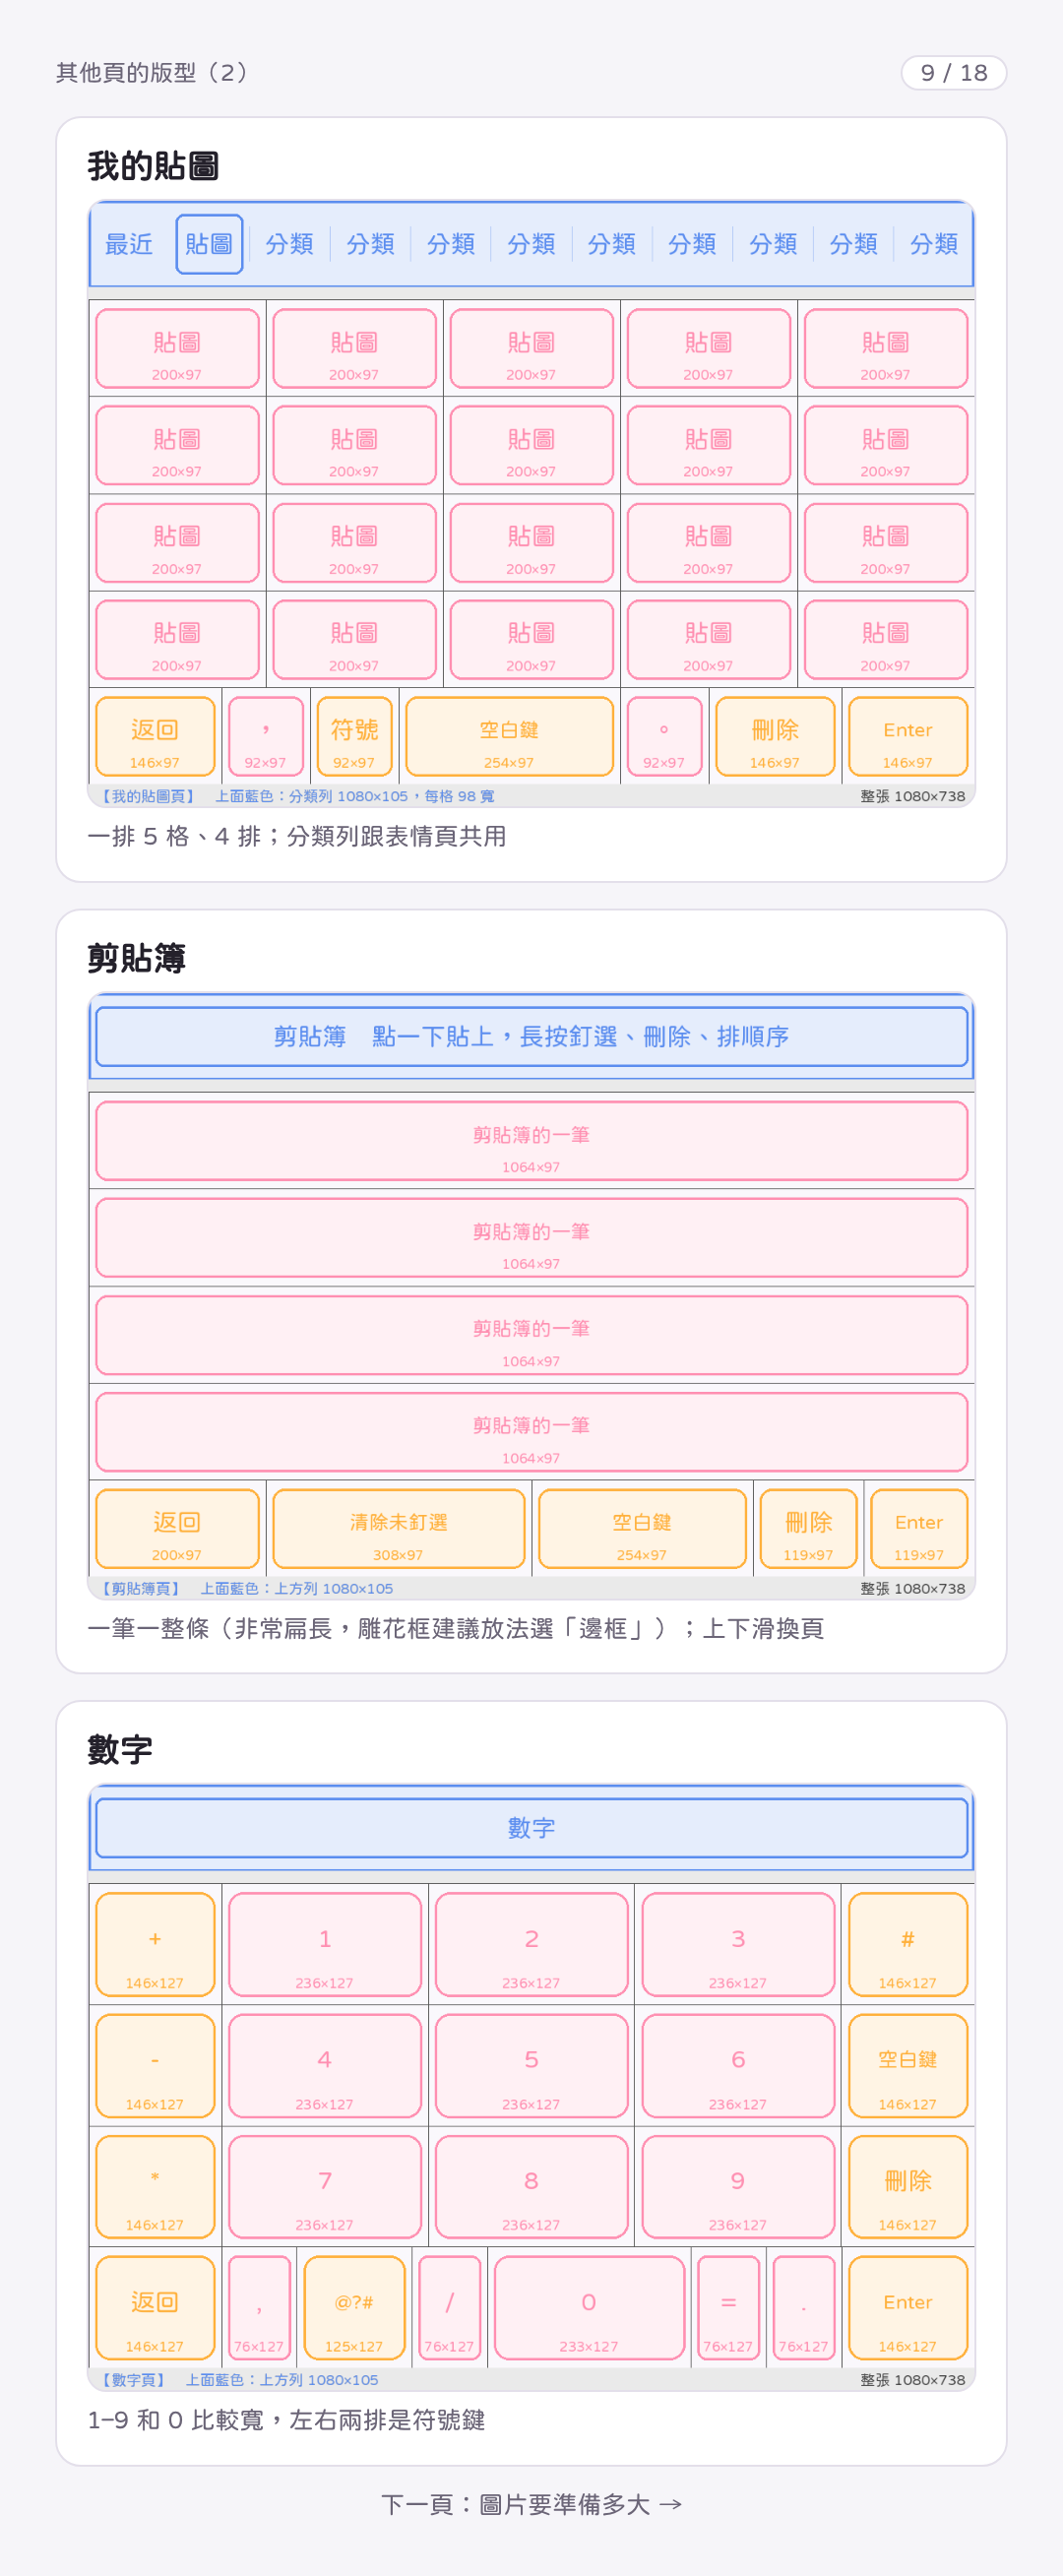 其他頁的版型（2）
9 / 18
我的貼圖
最近 貼圖 分類 分類 分類 分類 分類 分類 分類 分類 分類
貼圖 貼圖 貼圖 貼圖 貼圖
200×97 200×97 200×97 200×97 200×97
貼圖 貼圖 貼圖 貼圖 貼圖
200×97 200×97 200×97 200×97 200×97
貼圖 貼圖 貼圖 貼圖 貼圖
200×97 200×97 200×97 200×97 200×97
貼圖 貼圖 貼圖 貼圖 貼圖
200×97 200×97 200×97 200×97 200×97
返回 ， 符號 空白鍵 。 刪除 Enter
146×97 92×97 92×97 254×97 92×97 146×97 146×97
【我的貼圖頁】 上面藍色：分類列 1080×105，每格 98 寬 整張 1080×738
一排 5 格、4 排；分類列跟表情頁共用
剪貼簿
剪貼簿 點一下貼上，長按釘選、刪除、排順序
剪貼簿的一筆
1064×97
剪貼簿的一筆
1064×97
剪貼簿的一筆
1064×97
剪貼簿的一筆
1064×97
返回 清除未釘選 空白鍵 刪除 Enter
200×97 308×97 254×97 119×97 119×97
【剪貼簿頁】 上面藍色：上方列 1080×105 整張 1080×738
一筆一整條（非常扁長，雕花框建議放法選「邊框」）；上下滑換頁
數字
數字
+ 1 2 3 #
146×127 236×127 236×127 236×127 146×127
- 4 5 6 空白鍵
146×127 236×127 236×127 236×127 146×127
* 7 8 9 刪除
146×127 236×127 236×127 236×127 146×127
返回 , @?# / 0 = . Enter
146×127 76×127 125×127 76×127 233×127 76×127 76×127 146×127
【數字頁】 上面藍色：上方列 1080×105 整張 1080×738
1–9 和 0 比較寬，左右兩排是符號鍵
下一頁：圖片要準備多大 →